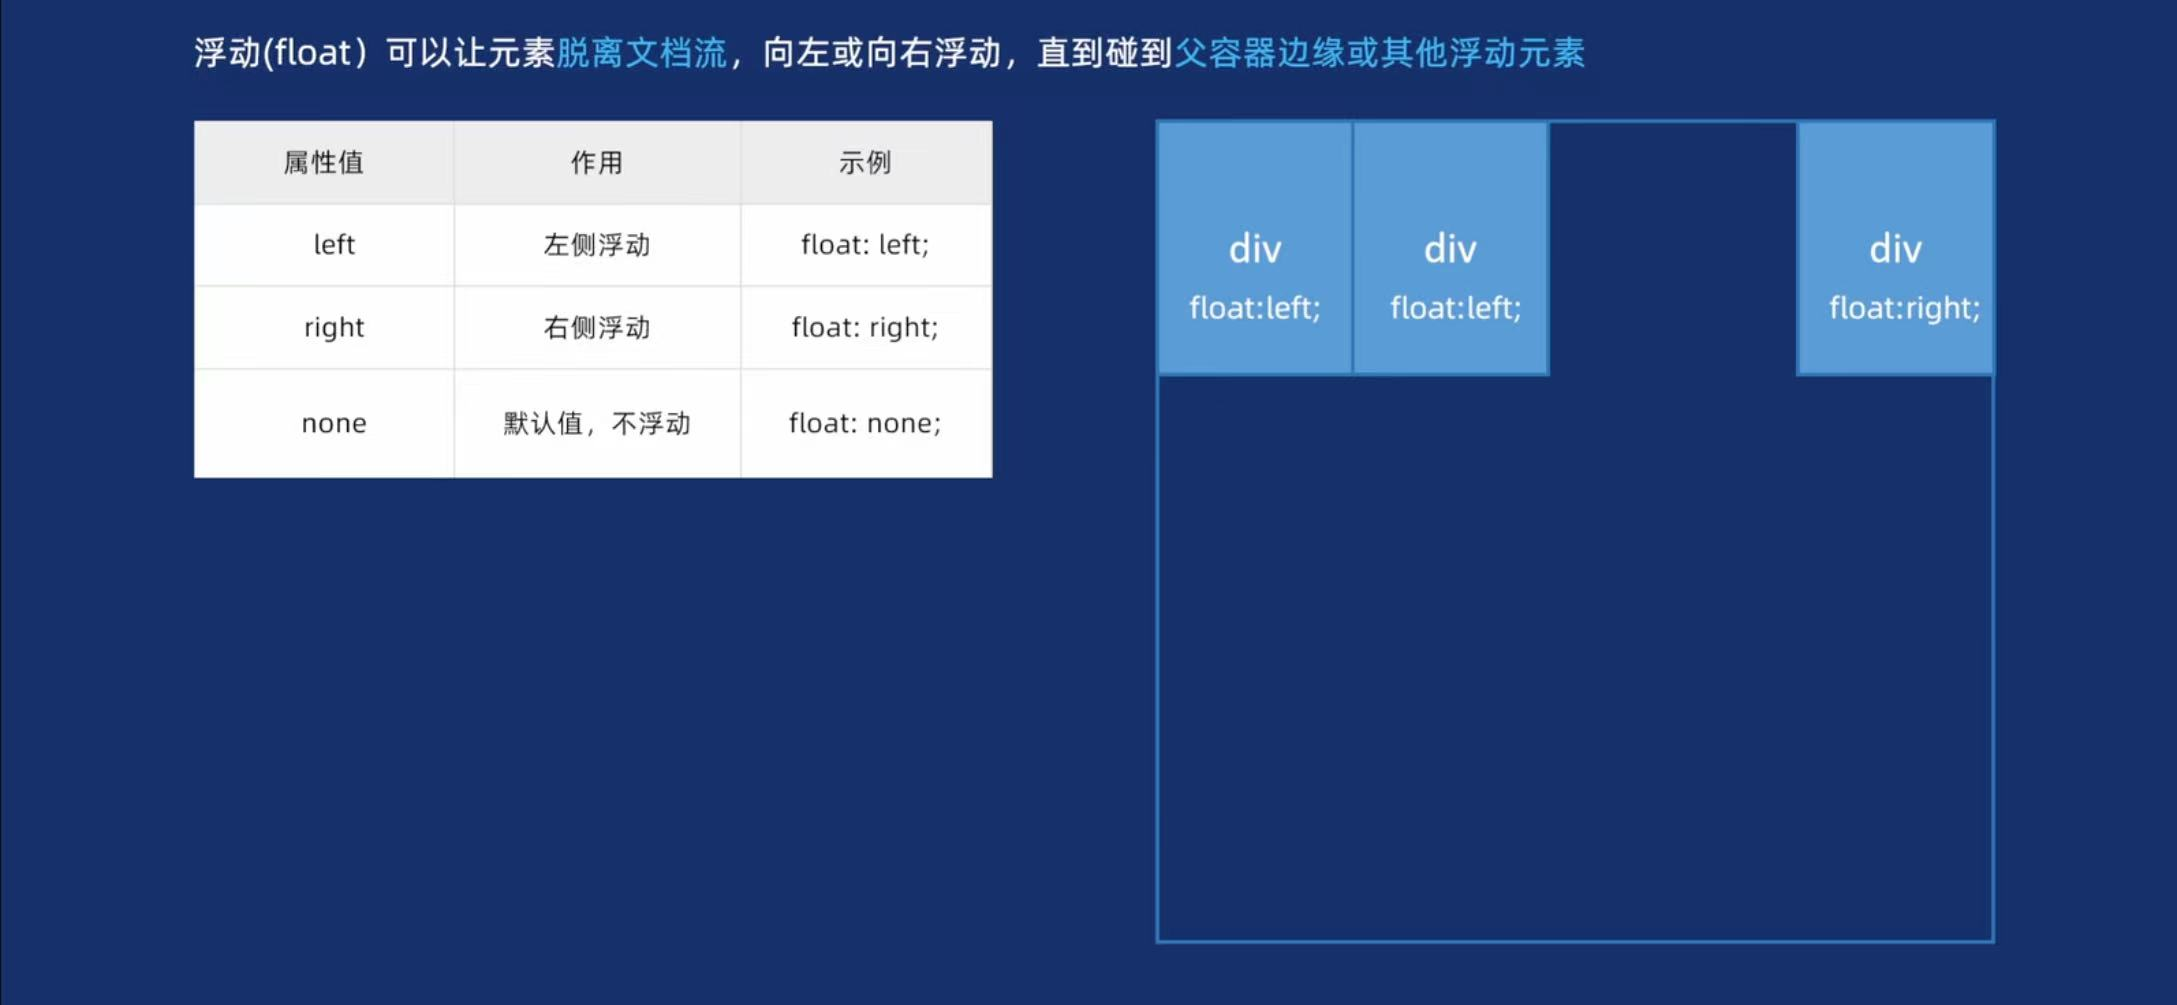 浮动(float）可以让元素脱离文档流，向左或向右浮动，直到碰到父容器边缘或其他浮动元素
属性值 作用 示例
left 左侧浮动 float: left;
right 右侧浮动 float: right;
none 默认值，不浮动 float: none;
div div div
float:left; float:left; float:right;